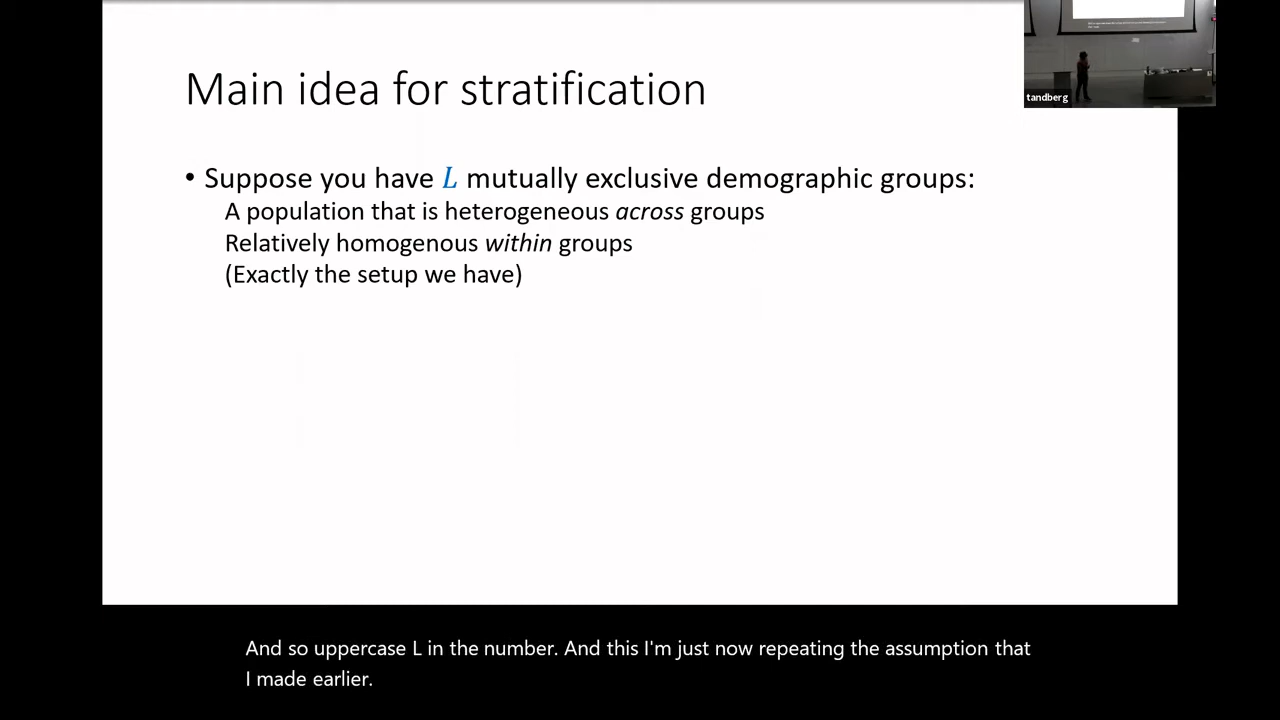 Main idea for stratification
tandberg
• Suppose you have L mutually exclusive demographic groups:
A population that is heterogeneous across groups
Relatively homogenous within groups
(Exactly the setup we have)
And so uppercase L in the number. And this I'm just now repeating the assumption that
I made earlier.